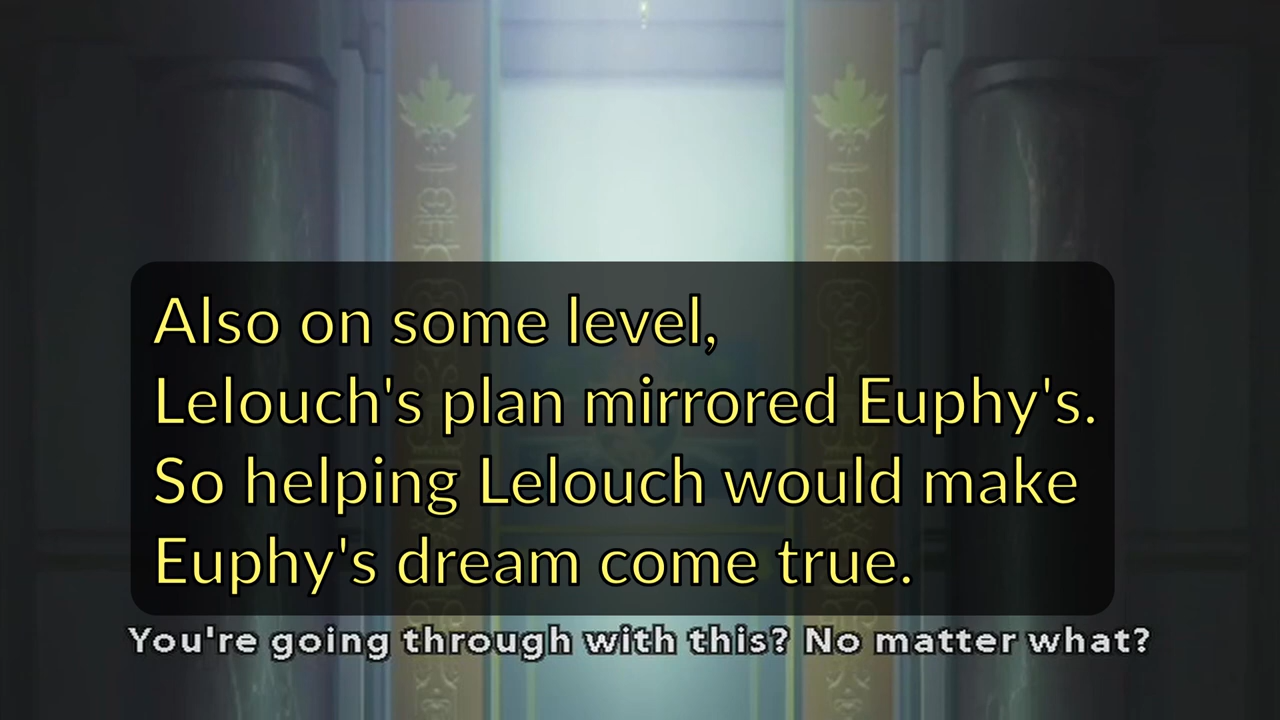 Also on some level,
Lelouch's plan mirrored Euphy's.
So helping Lelouch would make
Euphy's dream come true.
You're going through with this? No matter what?